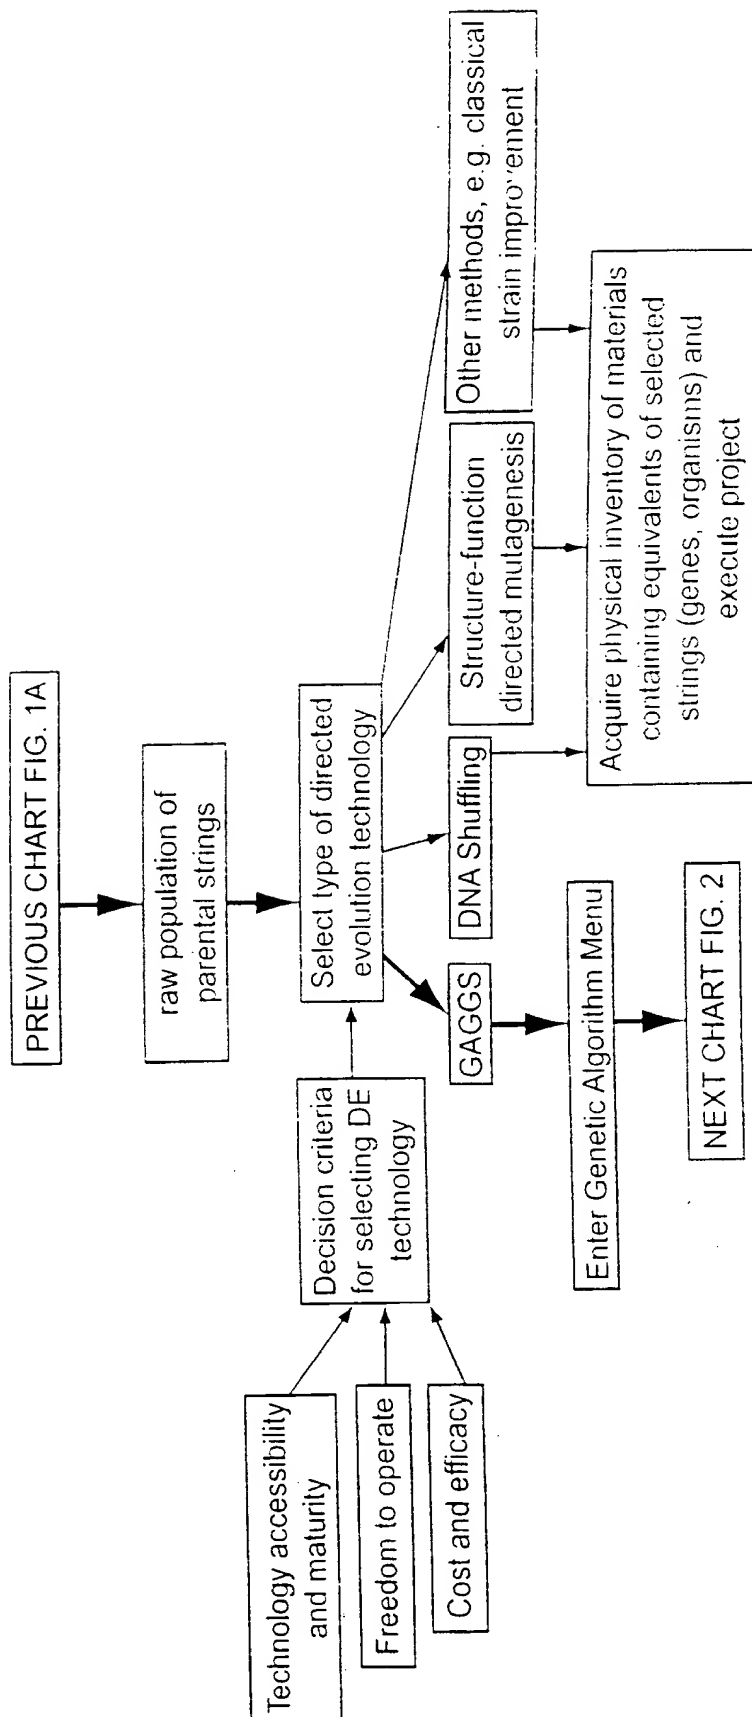 PREVIOUS CHART FIG. 1A
raw population of
parental strings
Technology accessibility
and maturity
Freedom to operate
Cost and efficacy
Decision criteria
for selecting DE
technology
Select type of directed
evolution technology
GAGGS
DNA Shuffling
Structure-function
directed mutagenesis
Other methods, e.g. classical
strain improvement
Enter Genetic Algorithm Menu
Acquire physical inventory of materials
containing equivalents of selected
strings (genes, organisms) and
execute project
NEXT CHART FIG. 2